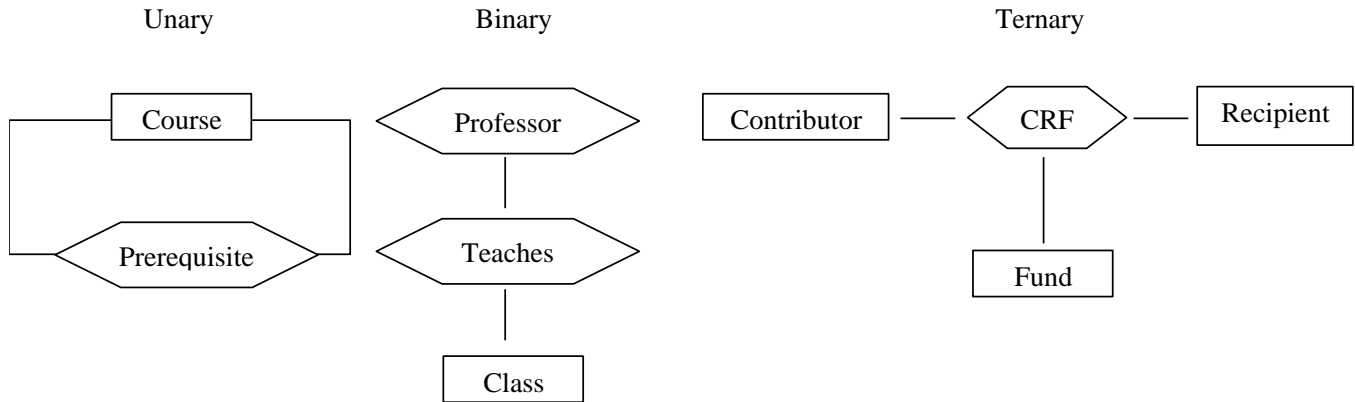 Unary
Binary
Ternary
Course
Professor
Contributor
CRF
Recipient
Prerequisite
Teaches
Fund
Class